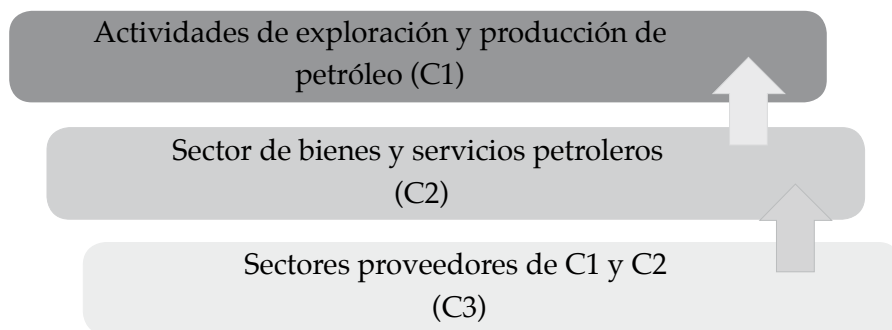 Actividades de exploración y producción de
petróleo (C1)
Sector de bienes y servicios petroleros
(C2)
Sectores proveedores de C1 y C2
(C3)